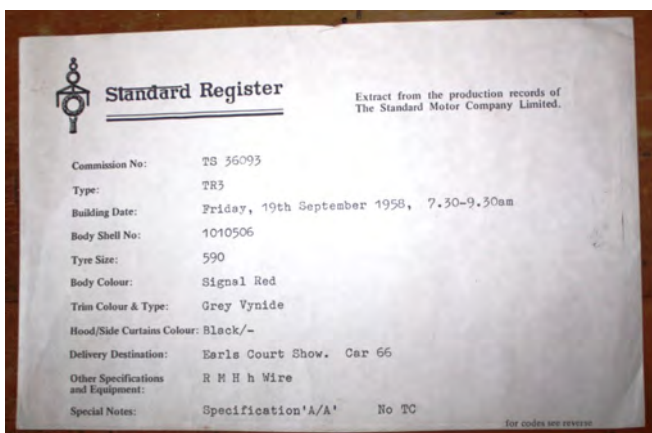 Standard Register
Extract from the production records of
The Standard Motor Company Limited.
Commission No: TS 36093
Type: TR3
Building Date: Friday, 19th September 1958, 7.30-9.30am
Body Shell No: 1010506
Tyre Size: 590
Body Colour: Signal Red
Trim Colour & Type: Grey Vynide
Hood/Side Curtains Colour: Black/-
Delivery Destination: Earls Court Show. Car 66
Other Specifications
and Equipment: R M H h Wire
Special Notes: Specification'A/A' No TC
for codes see reverse